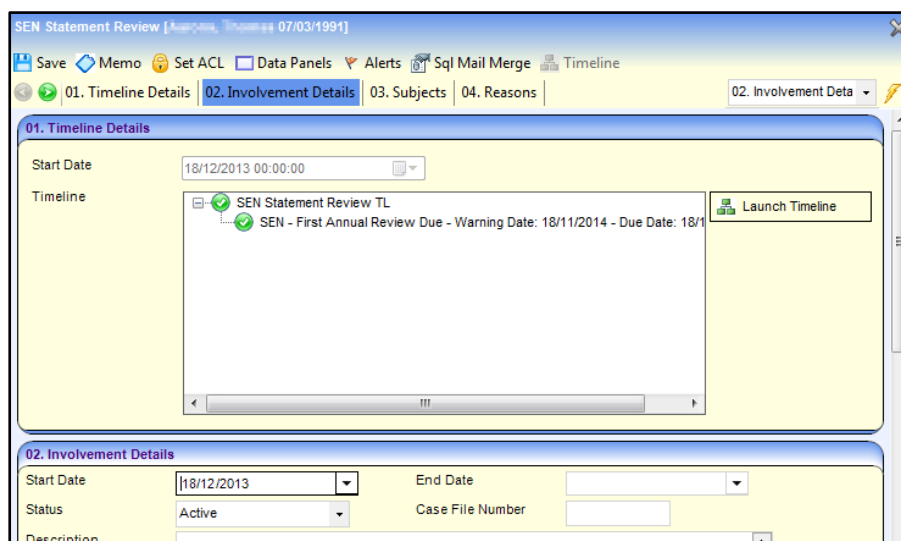 SEN Statement Review [ 07/03/1991]
Save Memo Set ACL Data Panels Alerts Sql Mail Merge Timeline
01. Timeline Details 02. Involvement Details 03. Subjects 04. Reasons 02. Involvement Deta
01. Timeline Details
Start Date 18/12/2013 00:00:00
Timeline SEN Statement Review TL Launch Timeline
SEN - First Annual Review Due - Warning Date: 18/11/2014 - Due Date: 18/1
02. Involvement Details
Start Date 18/12/2013 End Date
Status Active Case File Number
Description